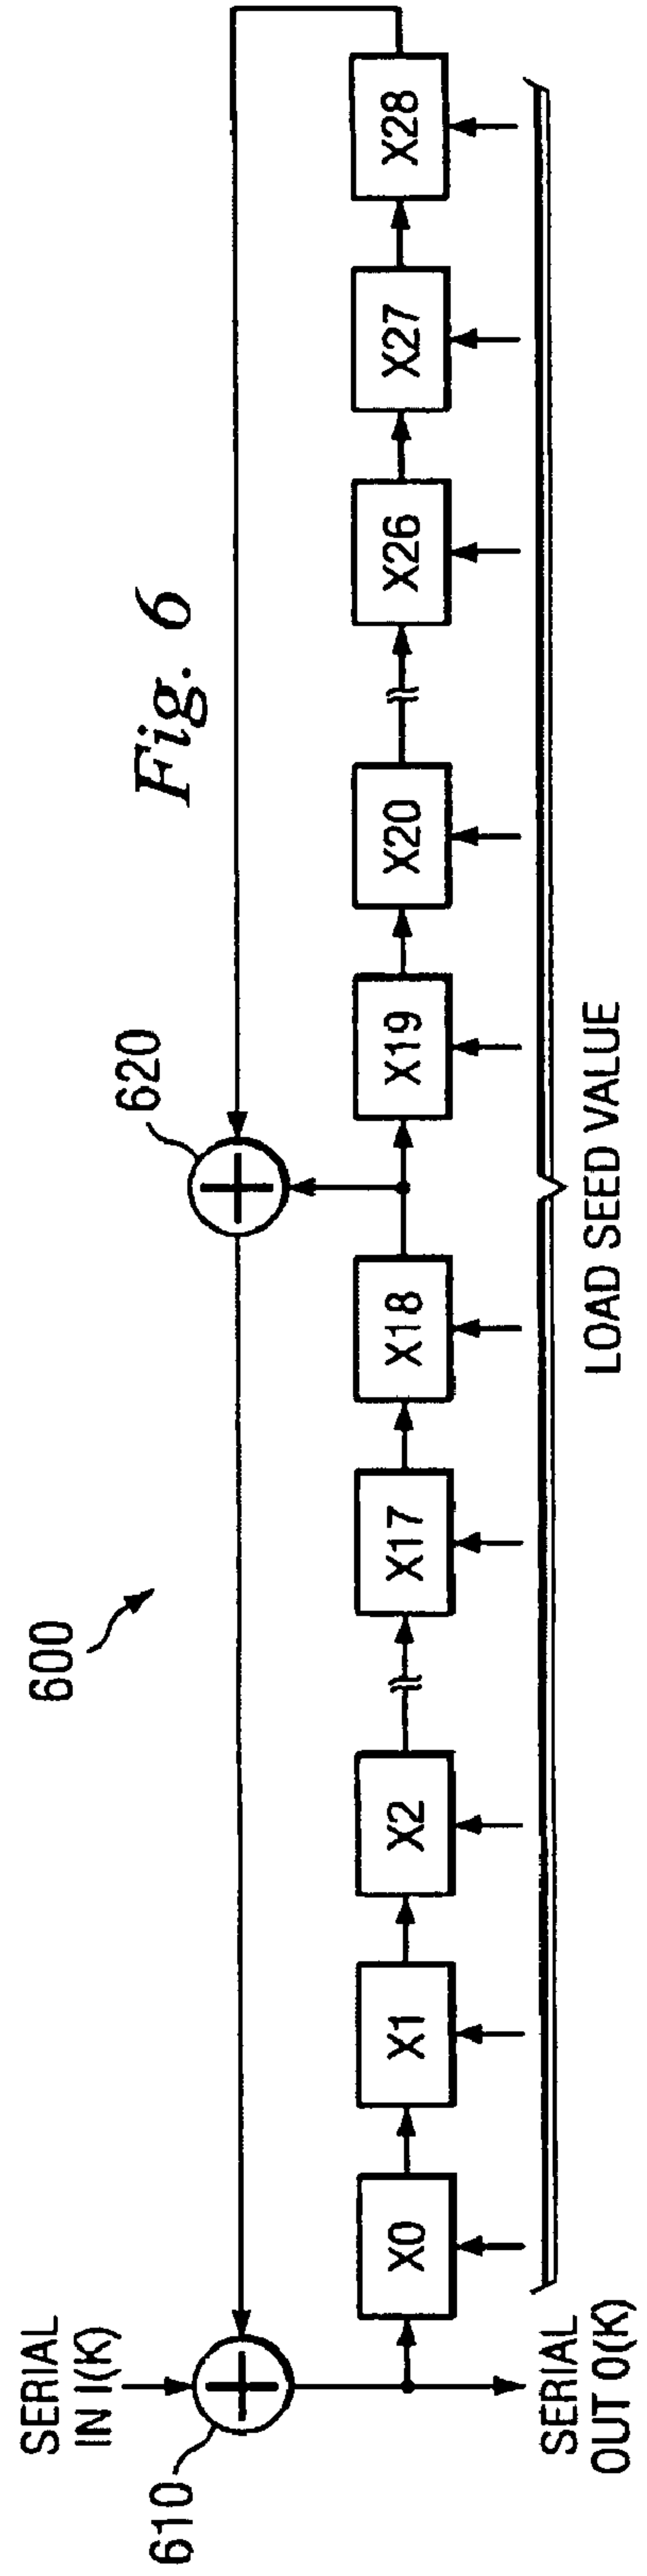 Fig. 6
600
620
610
SERIAL
IN I(K)
X0
X1
X2
X17
X18
X19
X20
X26
X27
X28
SERIAL
OUT O(K)
LOAD SEED VALUE